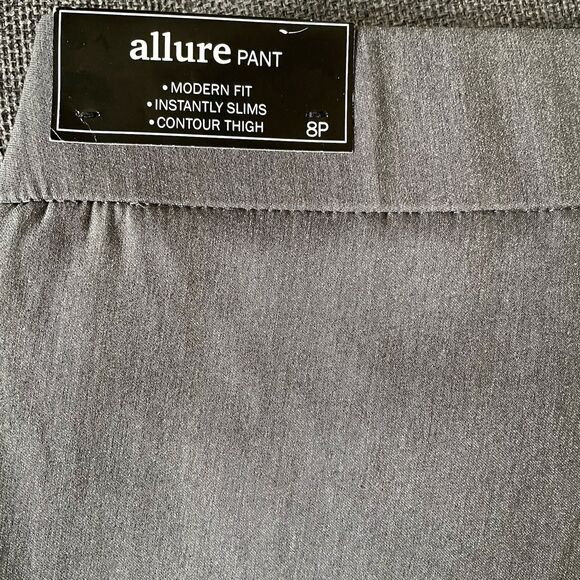 allure PANT
• MODERN FIT
• INSTANTLY SLIMS
• CONTOUR THIGH
8P